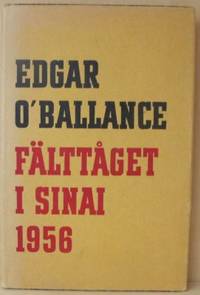 EDGAR
O'BALLANCE
FÄLTTÅGET
I SINAI
1956